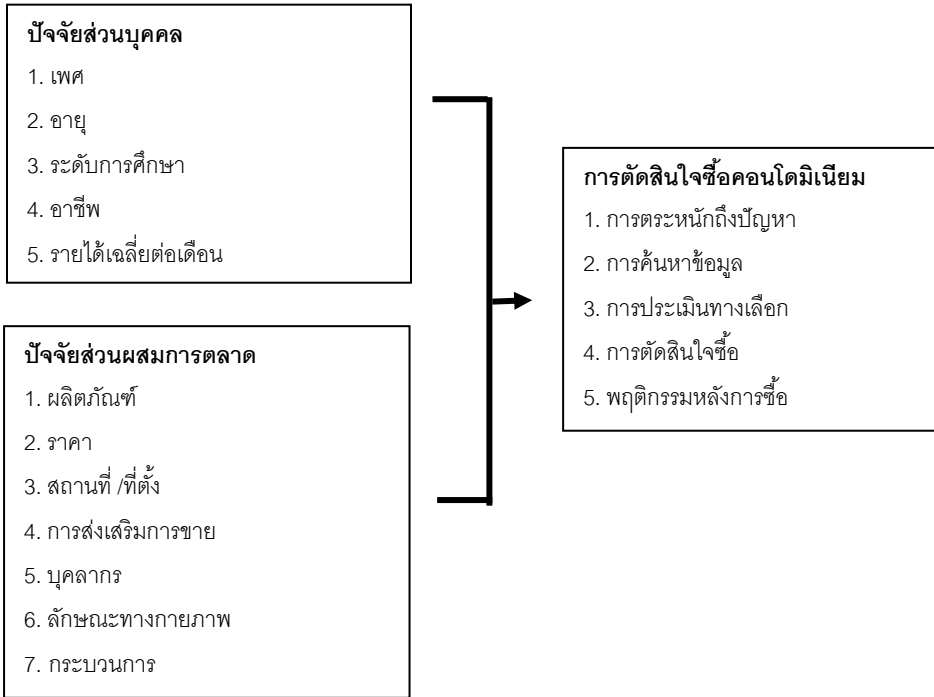 ปัจจัยส่วนบุคคล
1. เพศ
2. อายุ
3. ระดับการศึกษา
4. อาชีพ
5. รายได้เฉลี่ยต่อเดือน
ปัจจัยส่วนผสมการตลาด
1. ผลิตภัณฑ์
2. ราคา
3. สถานที่ /ที่ตั้ง
4. การส่งเสริมการขาย
5. บุคลากร
6. ลักษณะทางกายภาพ
7. กระบวนการ
การตัดสินใจซื้อคอนโดมิเนียม
1. การตระหนักถึงปัญหา
2. การค้นหาข้อมูล
3. การประเมินทางเลือก
4. การตัดสินใจซื้อ
5. พฤติกรรมหลังการซื้อ